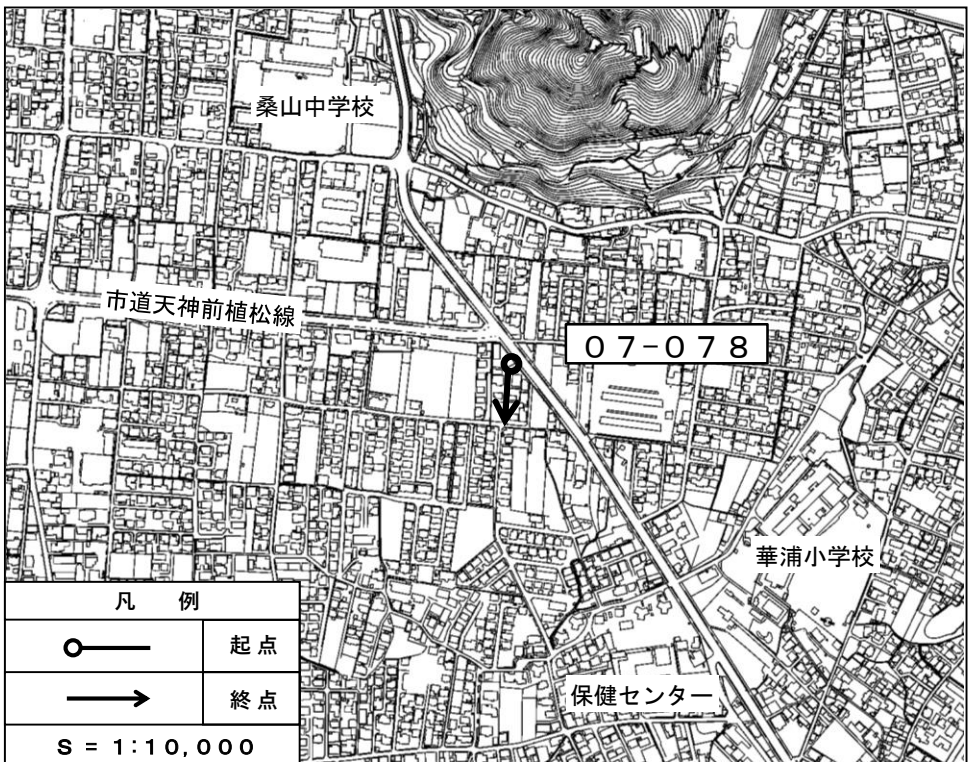 桑山中学校
市道天神前植松線
07-078
華浦小学校
保健センター
凡 例
起点
終点
S = 1:10,000